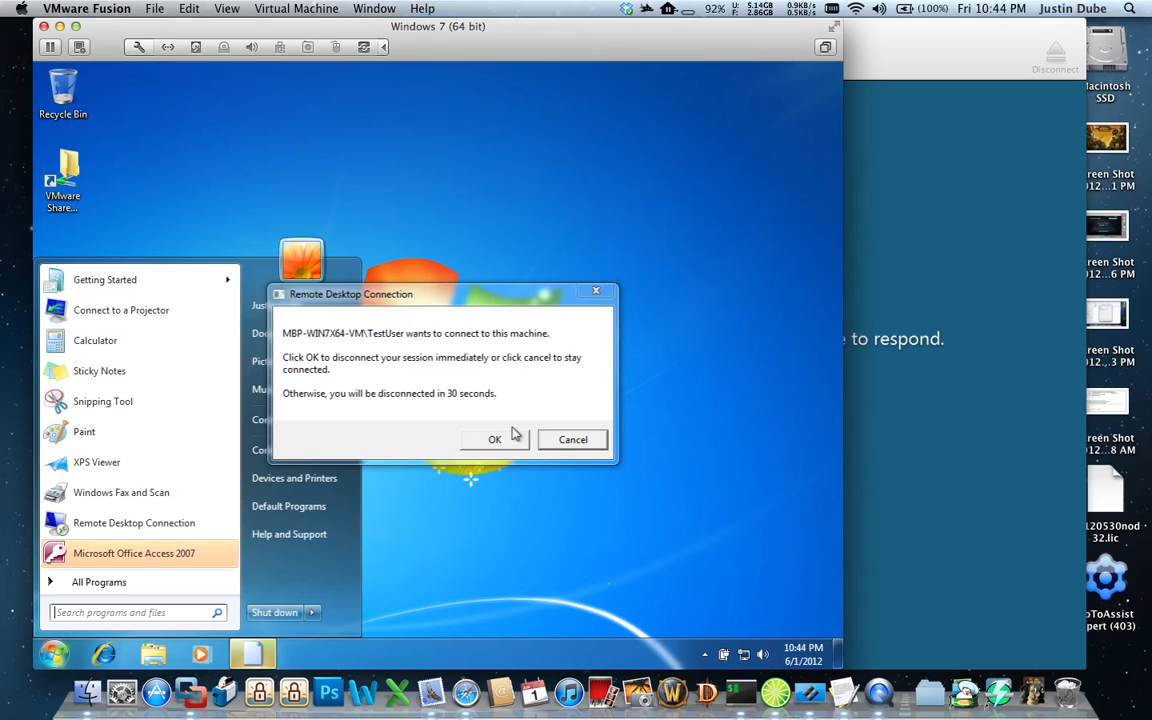 VMware Fusion File Edit View Virtual Machine Window Help 92% U: 5.14GB F: 2.86GB 0.9KB/s 0.5KB/s (100%) Fri 10:44 PM Justin Dube
Windows 7 (64 bit)
Disconnect
Recycle Bin
VMware
Share...
Getting Started
Connect to a Projector
Calculator
Sticky Notes
Snipping Tool
Paint
XPS Viewer
Windows Fax and Scan
Remote Desktop Connection
Microsoft Office Access 2007
All Programs
Search programs and files
Devices and Printers
Default Programs
Help and Support
Shut down
Remote Desktop Connection
MBP-WIN7X64-VM\TestUser wants to connect to this machine.
Click OK to disconnect your session immediately or click cancel to stay
connected.
Otherwise, you will be disconnected in 30 seconds.
OK Cancel
e to respond.
10:44 PM
6/1/2012
acintosh
SSD
reen Shot
012...1 PM
creen Shot
012...6 PM
creen Shot
012...3 PM
creen Shot
012...8 AM
120530nod
32.lic
oToAssist
xpert (403)
Ps W X
1